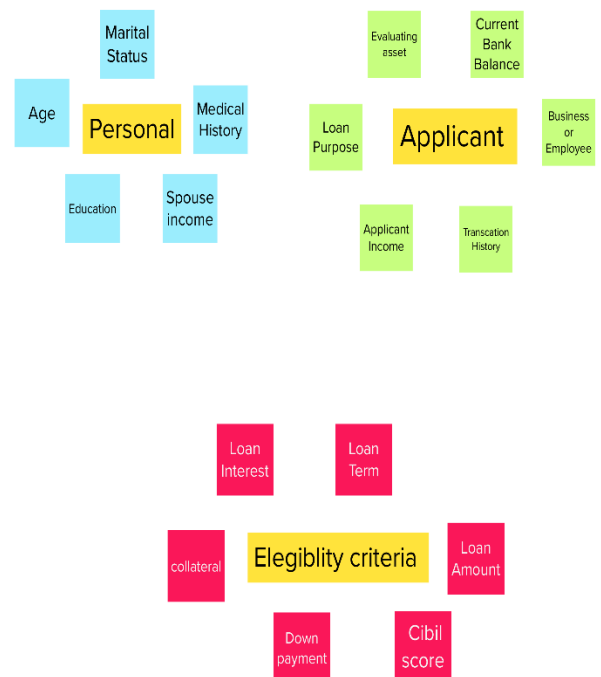 Marital
Status
Age
Personal
Medical
History
Education
Spouse
income
Evaluating
asset
Current
Bank
Balance
Loan
Purpose
Applicant
Business
or
Employee
Applicant
Income
Transcation
History
Loan
Interest
Loan
Term
collateral
Elegiblity criteria
Loan
Amount
Down
payment
Cibil
score